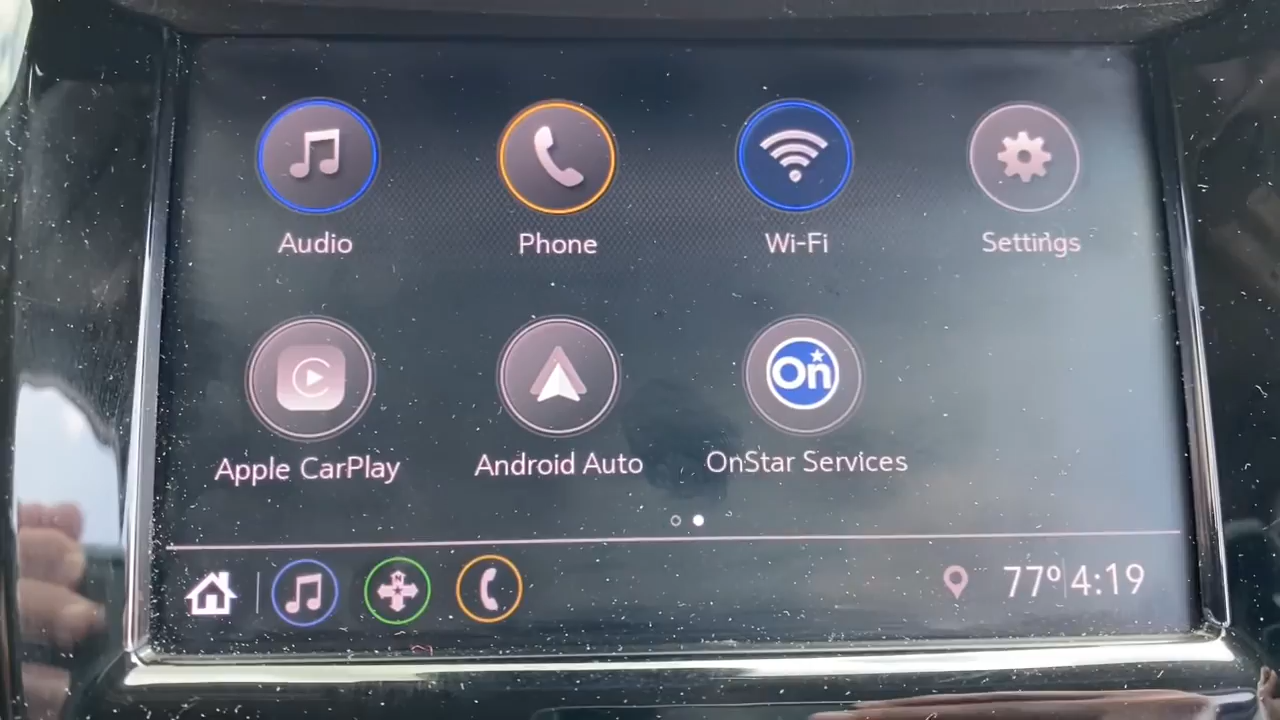 Audio
Phone
Wi-Fi
Settings
On
Apple CarPlay
Android Auto
OnStar Services
N
77° 4:19